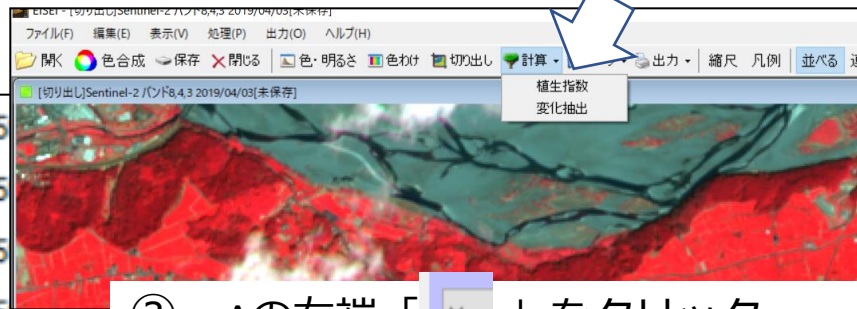 EISEI - [切り出し]Sentinel-2 バンド8,4,3 2019/04/03[未保存]
ファイル(F) 編集(E) 表示(V) 処理(P) 出力(O) ヘルプ(H)
開く 色合成 保存 閉じる 色・明るさ 色わけ 切り出し 計算 出力 縮尺 凡例 並べる
植生指数
変化抽出
[切り出し]Sentinel-2 バンド8,4,3 2019/04/03[未保存]
の右端「 」をクリック